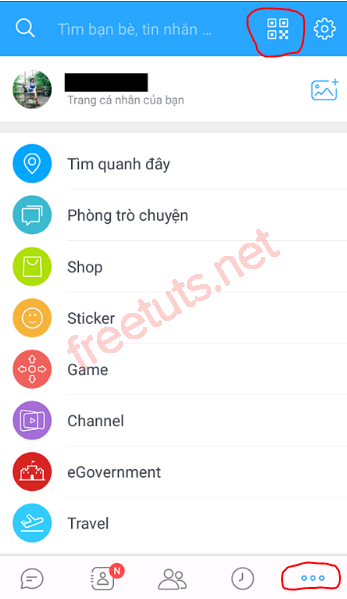 Tìm bạn bè, tin nhắn ...
Trang cá nhân của bạn
Tìm quanh đây
Phòng trò chuyện
Shop
Sticker
Game
Channel
eGovernment
Travel
N
freetuts.net